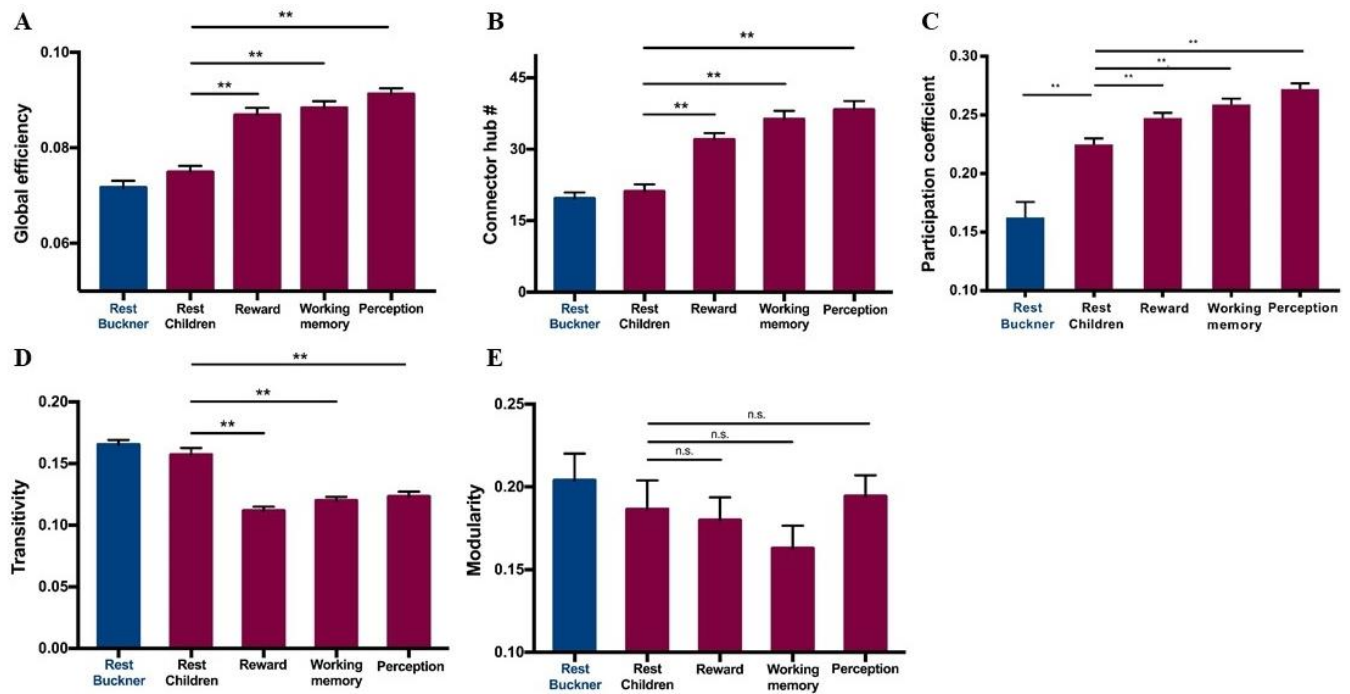 A
Global efficiency
0.10
0.08
0.06
**
**
**
Rest
Buckner
Rest
Children
Reward
Working
memory
Perception
B
Connector hub #
45
30
15
0
**
**
**
Rest
Buckner
Rest
Children
Reward
Working
memory
Perception
C
Participation coefficient
0.30
0.25
0.20
0.15
0.10
**
**
**
**
Rest
Buckner
Rest
Children
Reward
Working
memory
Perception
D
Transitivity
0.20
0.15
0.10
0.05
0.00
**
**
**
Rest
Buckner
Rest
Children
Reward
Working
memory
Perception
E
Modularity
0.25
0.20
0.15
0.10
n.s.
n.s.
n.s.
Rest
Buckner
Rest
Children
Reward
Working
memory
Perception